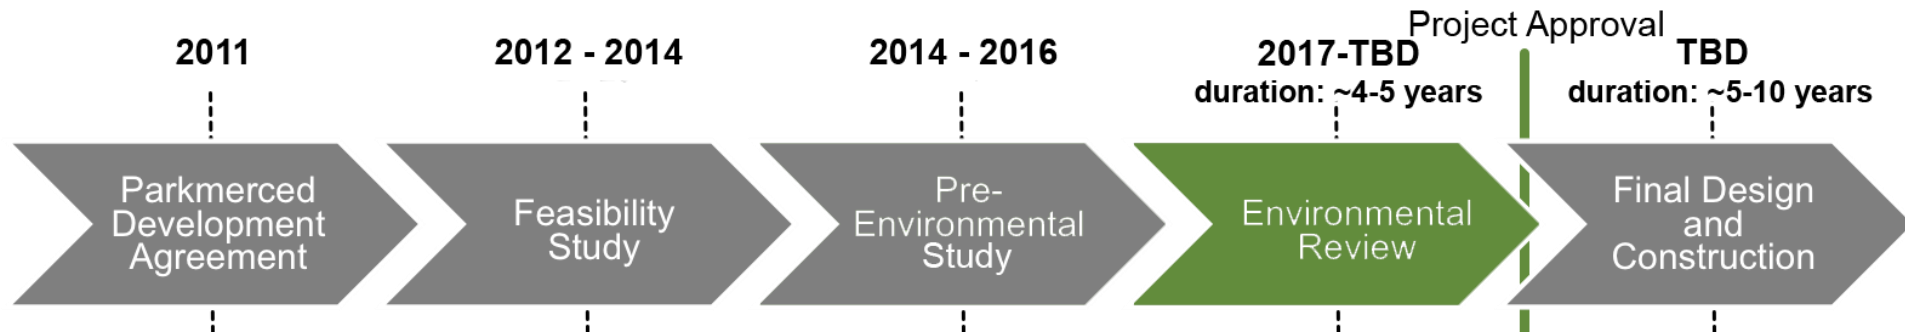 Project Approval
2011
2012 - 2014
2014 - 2016
2017-TBD
duration: ~4-5 years
TBD
duration: ~5-10 years
Parkmerced
Development
Agreement
Feasibility
Study
Pre-
Environmental
Study
Environmental
Review
Final Design
and
Construction